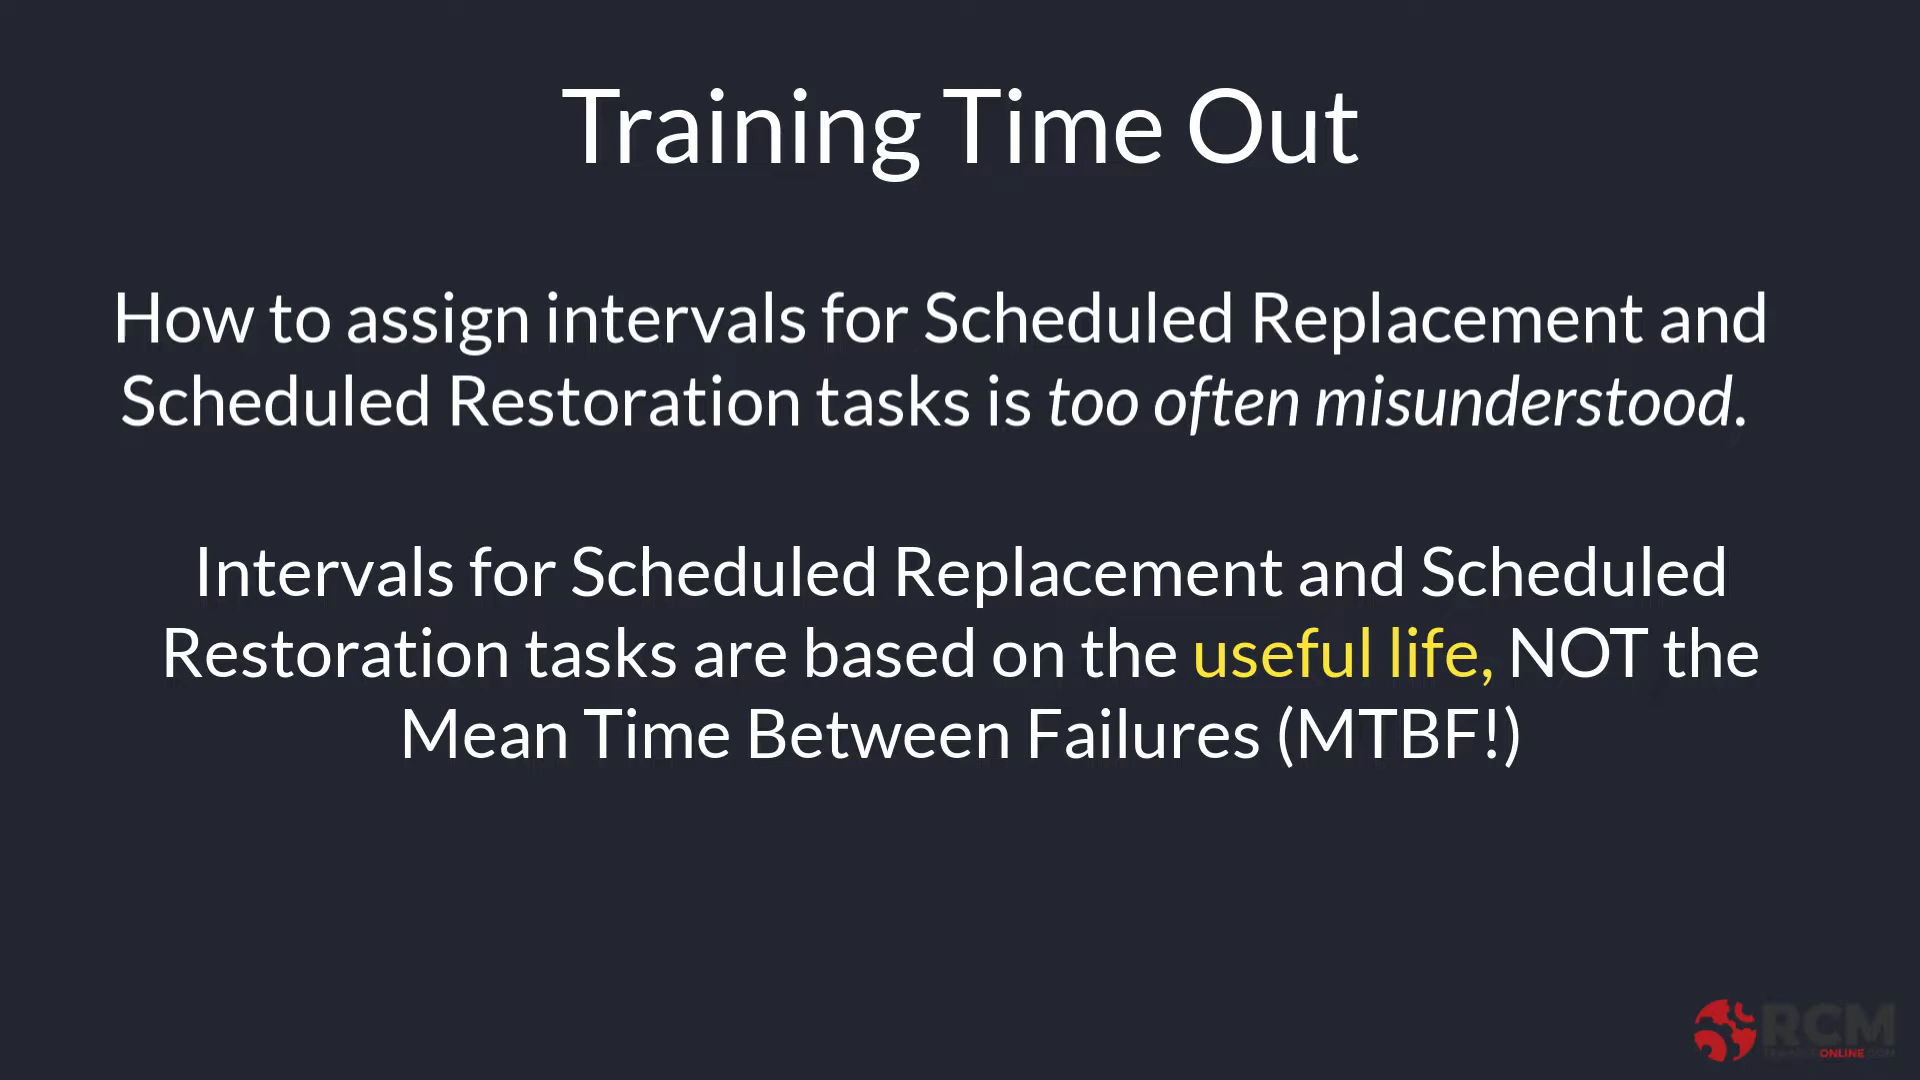 Training Time Out
How to assign intervals for Scheduled Replacement and
Scheduled Restoration tasks is too often misunderstood.
Intervals for Scheduled Replacement and Scheduled
Restoration tasks are based on the useful life, NOT the
Mean Time Between Failures (MTBF!)
RCM
ONLINE